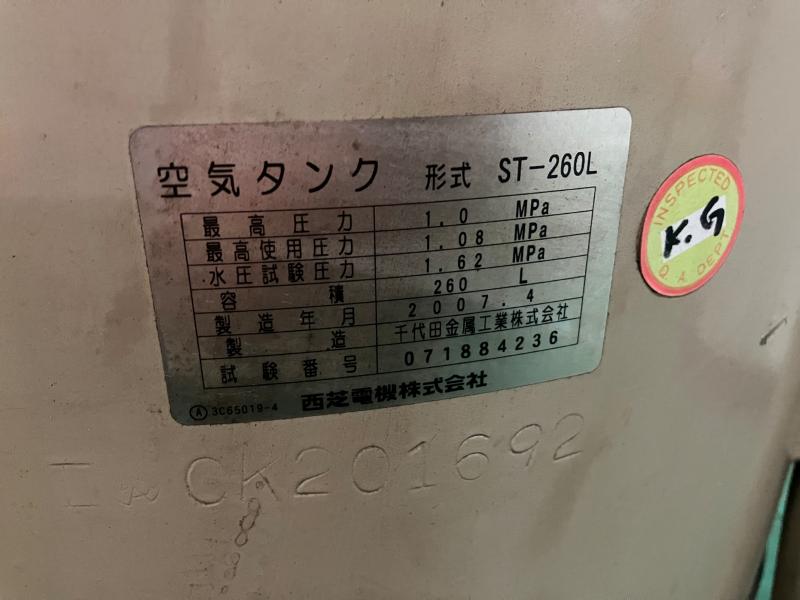 空気タンク 形式 ST-260L
最高圧力 1.0 MPa
最高使用圧力 1.08 MPa
水圧試験圧力 1.62 MPa
容積 260 L
製造年月 2007.4
製造 千代田金属工業株式会社
試験番号 071884236
Ⓐ 3C65019-4 西芝電機株式会社
INSPECTED
K.G
Q.A. DEPT
CK201692